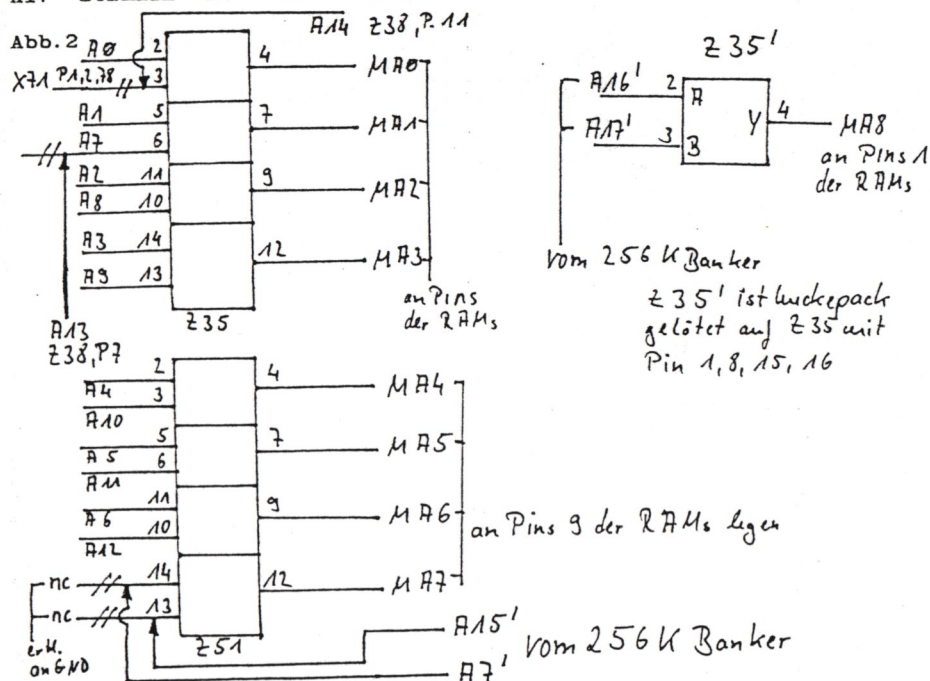 A14 Z38, P.11
Abb.2
AØ 2 4 MAØ
X71 P1,2,78 3
A1 5 7 MA1
A7 6
A2 11 9 MA2
A8 10
A3 14 12 MA3
A9 13
Z35
an Pins
der RAMs
A13
Z38, P7
Z35'
A16' 2 A
Y 4 MA8
A17' 3 B
an Pins 1
der RAMs
vom 256 K Banker
Z35' ist huckepack
gelötet auf Z35 mit
Pin 1, 8, 15, 16
A4 2 4 MA4
A10 3
A5 5 7 MA5
A11 6
A6 11 9 MA6
A12 10
an Pins 9 der RAMs legen
nc 14 12 MA7
nc 13
an GND
Z51
A15'
vom 256 K Banker
A7'